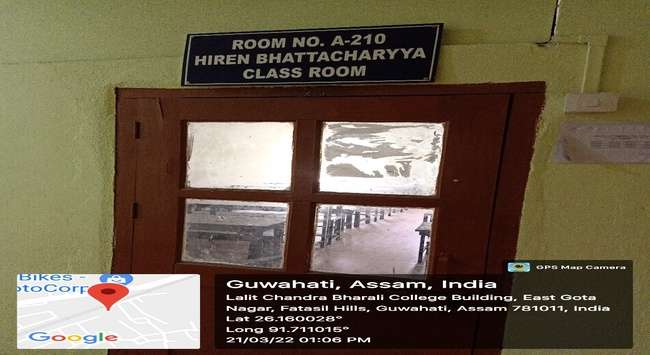 ROOM NO. A-210
HIREN BHATTACHARYYA
CLASS ROOM
GPS Map Camera
Bikes -
otoCorp
Google
Guwahati, Assam, India
Lalit Chandra Bharali College Building, East Gota
Nagar, Fatasil Hills, Guwahati, Assam 781011, India
Lat 26.160028°
Long 91.711015°
21/03/22 01:06 PM